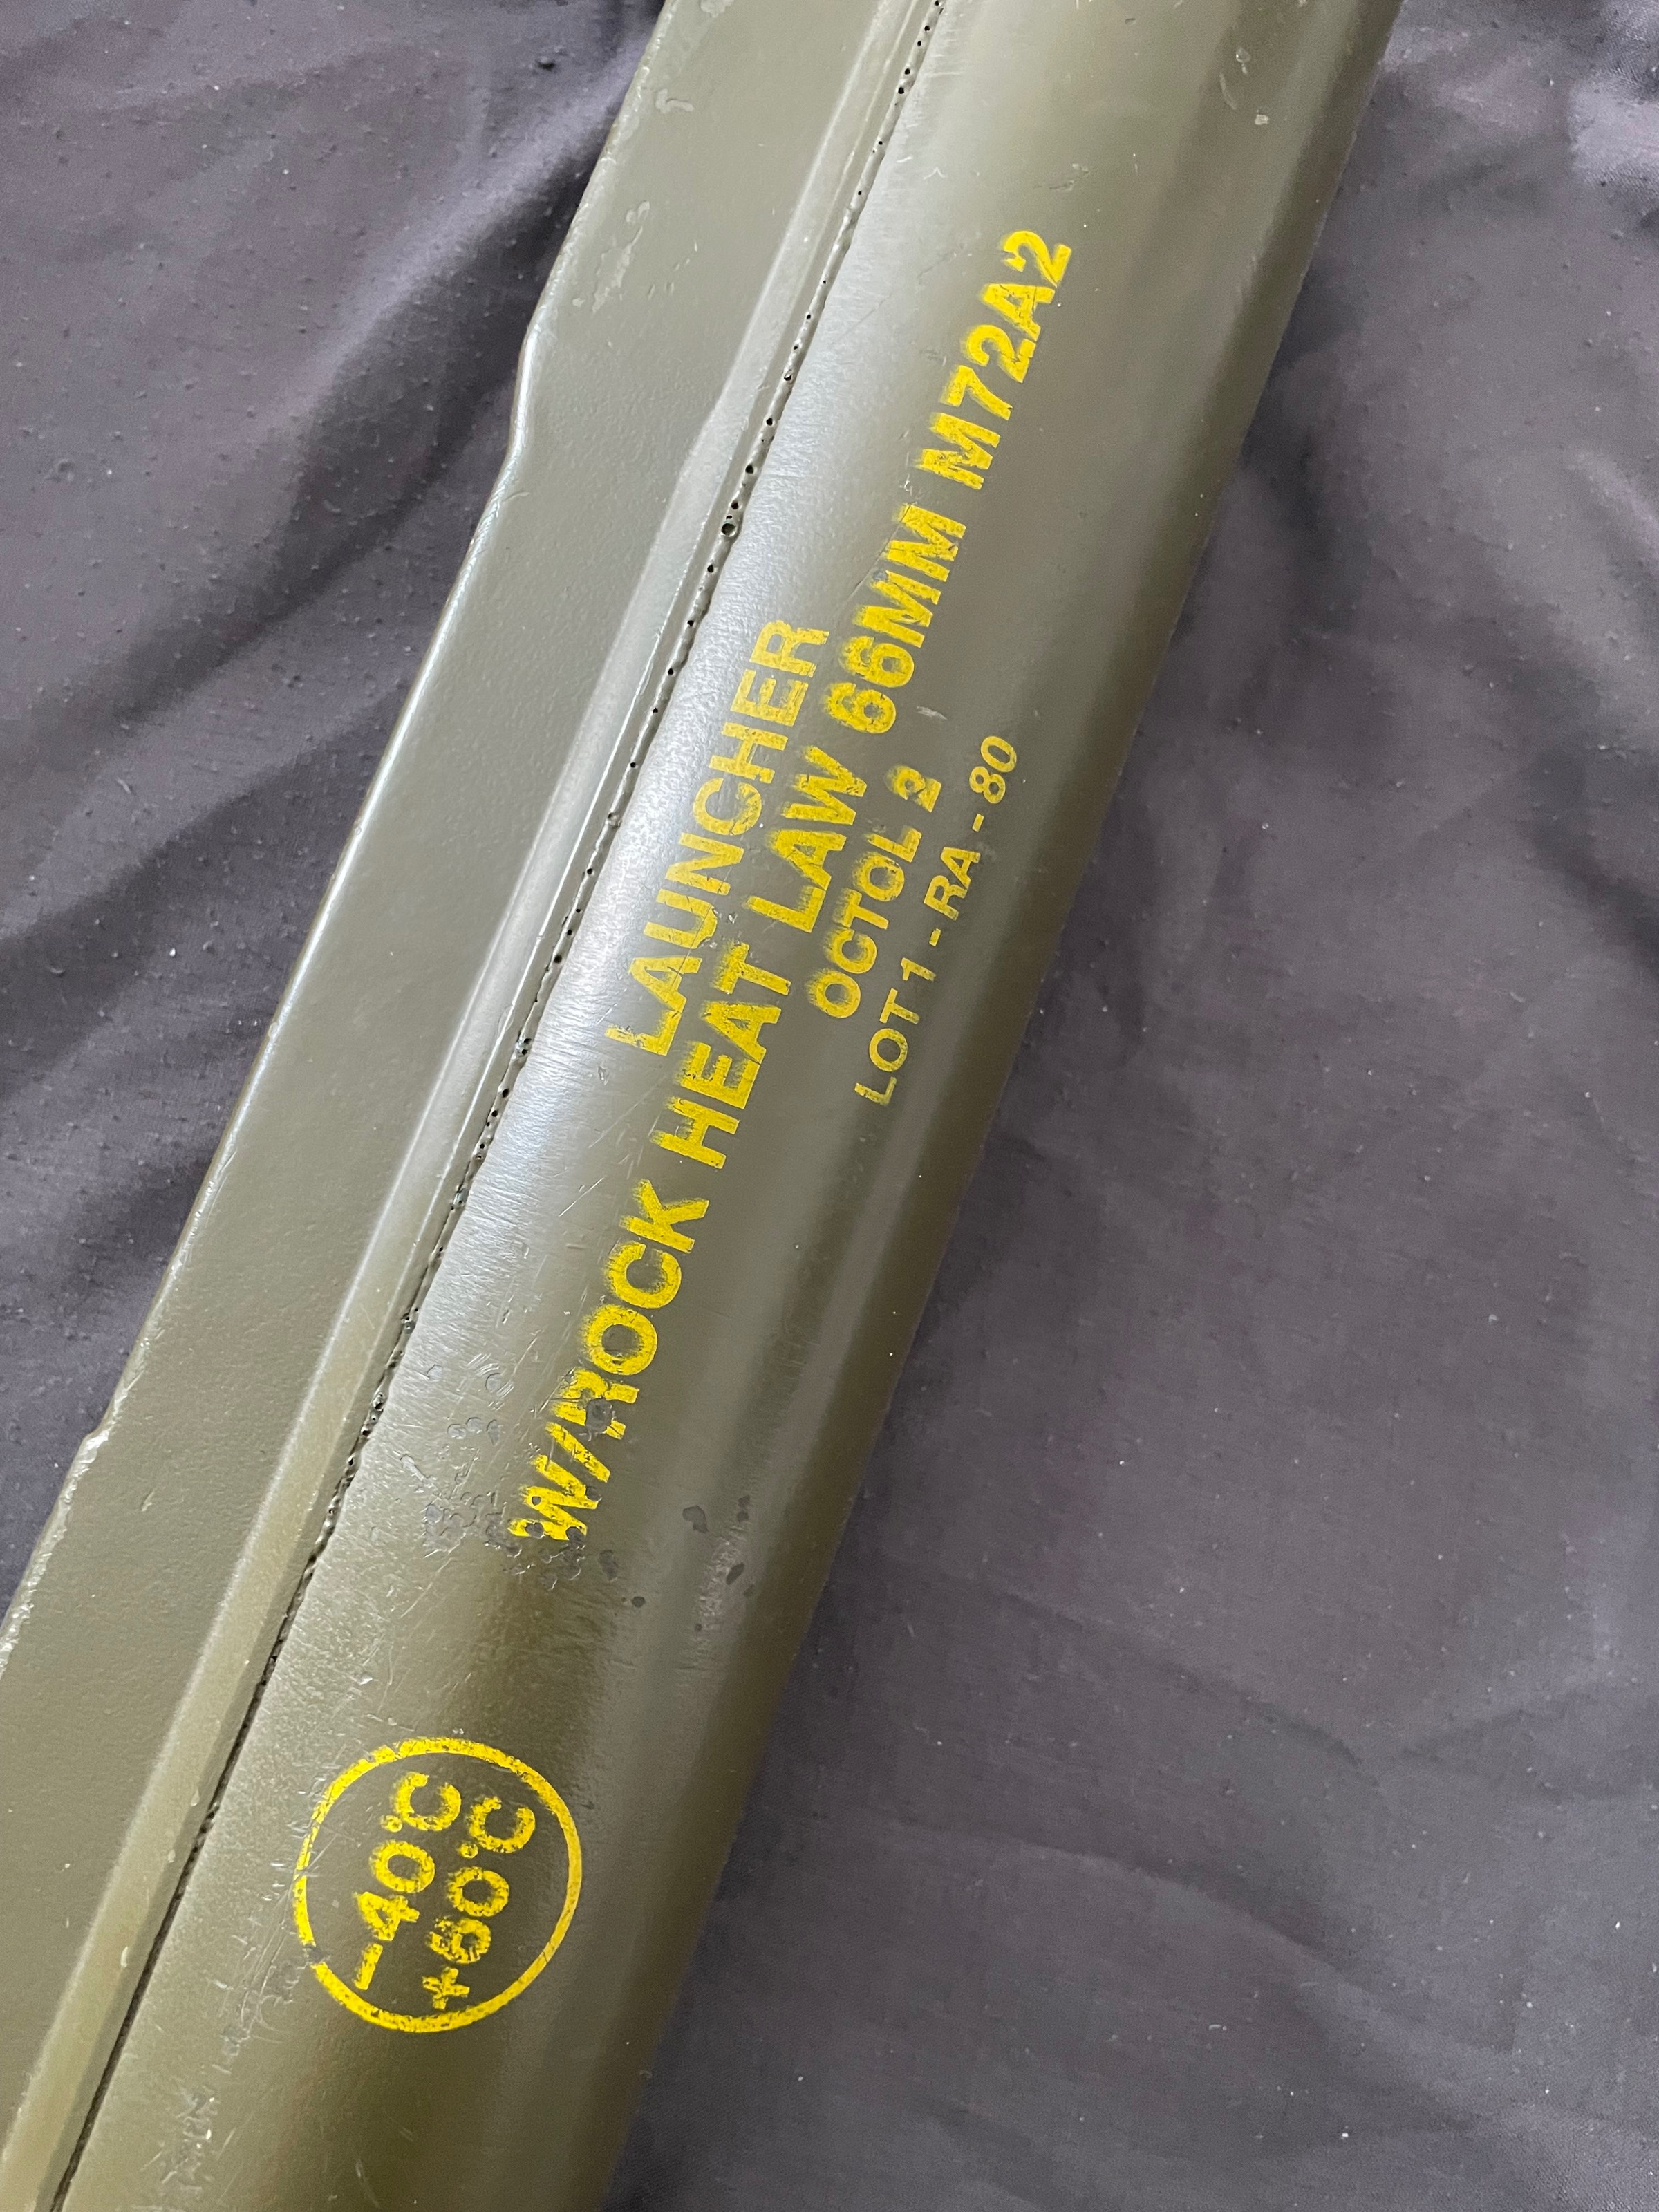 LAUNCHER
W/ROCK HEAT LAW 66MM M72A2
OCTOL 2
LOT 1 - RA - 80
-40°C
+60°C